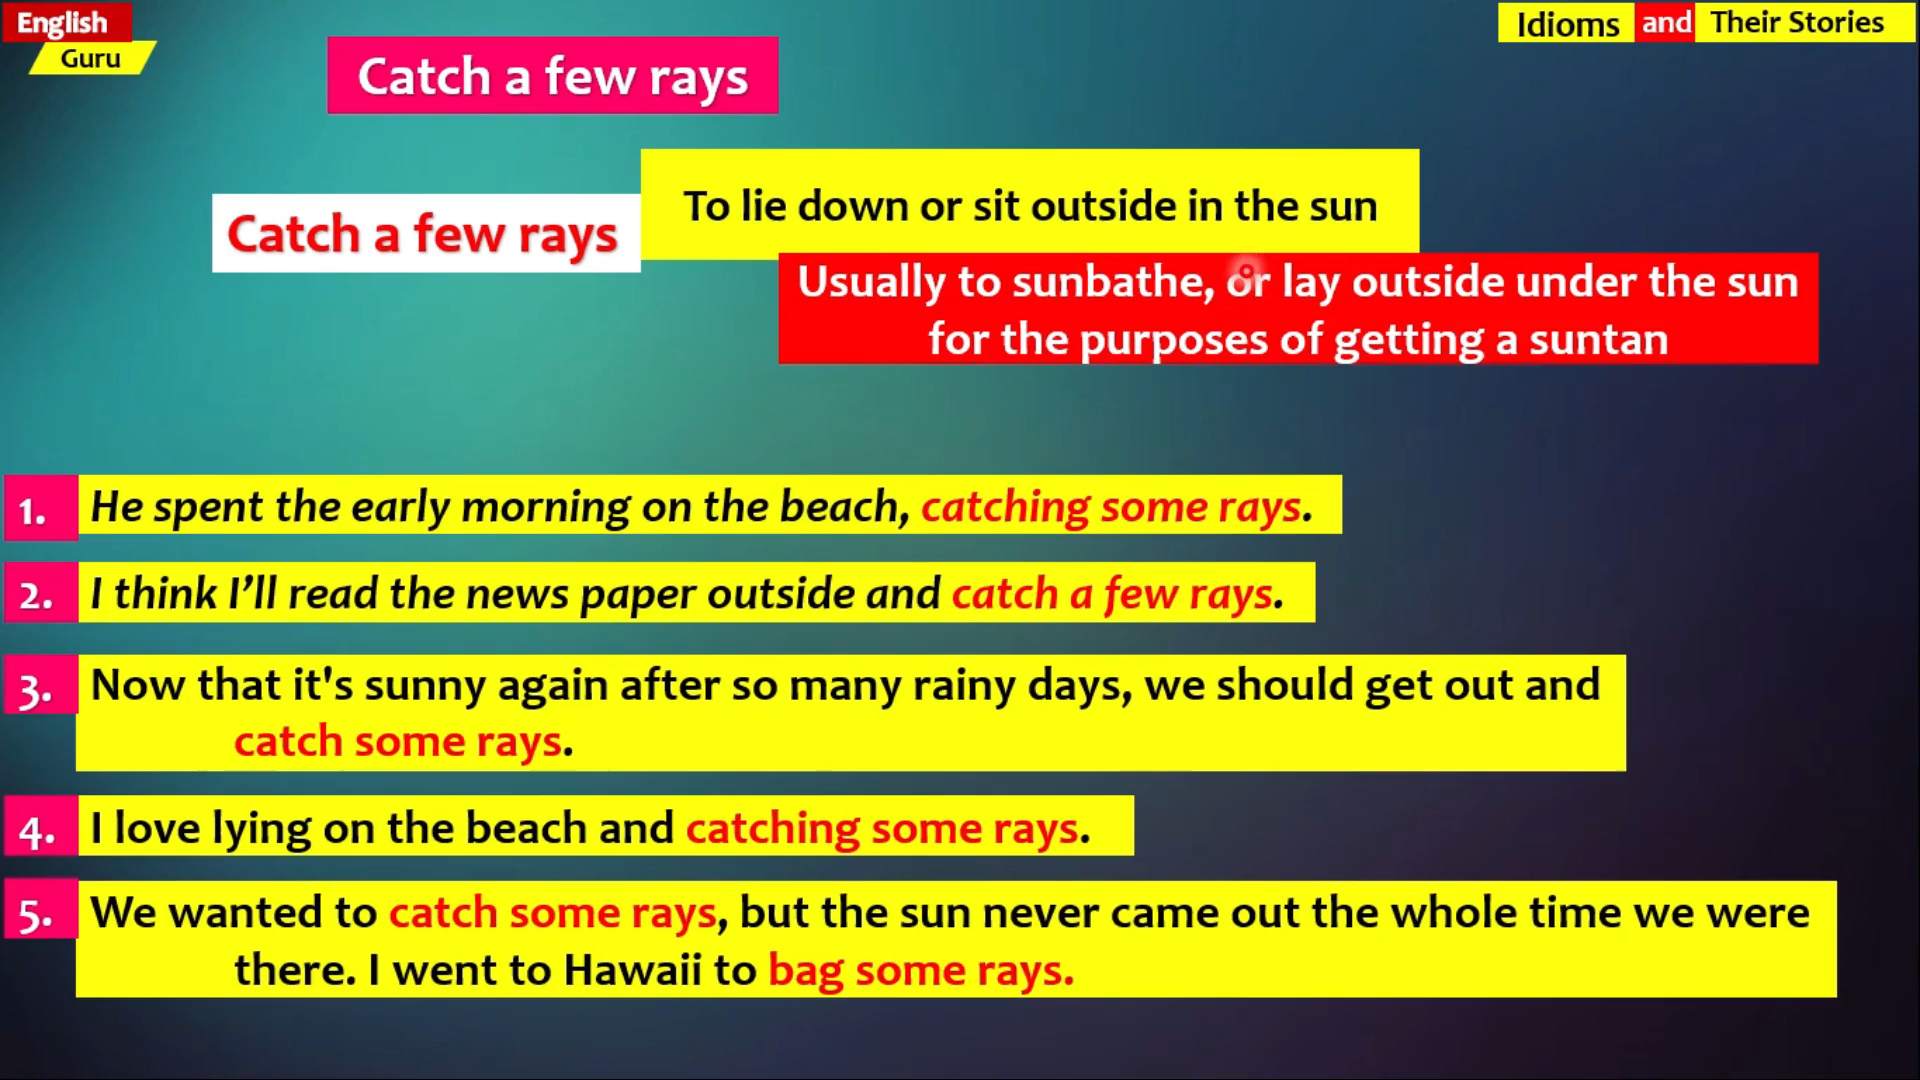 English
Guru
Idioms and Their Stories
Catch a few rays
Catch a few rays
To lie down or sit outside in the sun
Usually to sunbathe, or lay outside under the sun
for the purposes of getting a suntan
1. He spent the early morning on the beach, catching some rays.
2. I think I’ll read the news paper outside and catch a few rays.
3. Now that it's sunny again after so many rainy days, we should get out and
catch some rays.
4. I love lying on the beach and catching some rays.
5. We wanted to catch some rays, but the sun never came out the whole time we were
there. I went to Hawaii to bag some rays.